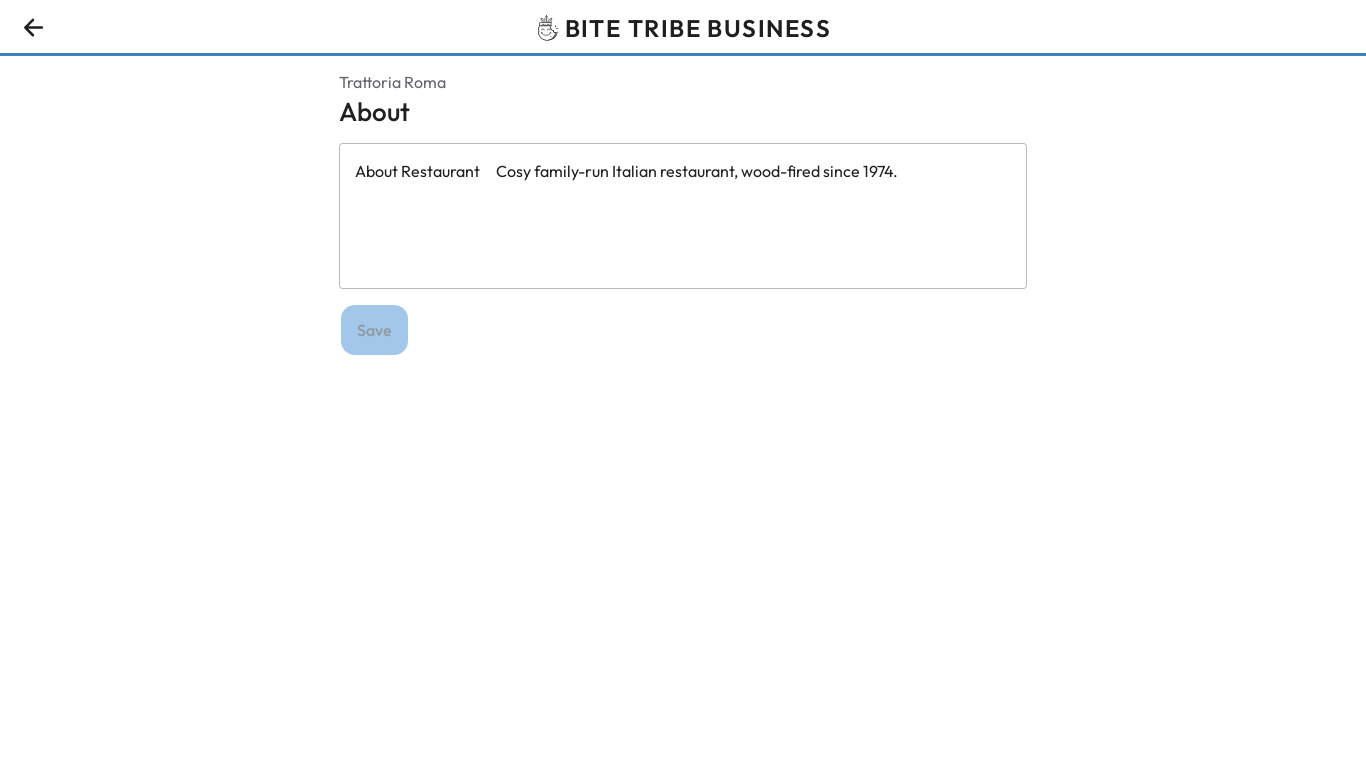 BITE TRIBE BUSINESS
Trattoria Roma
About
About Restaurant Cosy family-run Italian restaurant, wood-fired since 1974.
Save